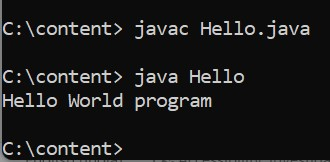 C:\content> javac Hello.java
C:\content> java Hello
Hello World program
C:\content>